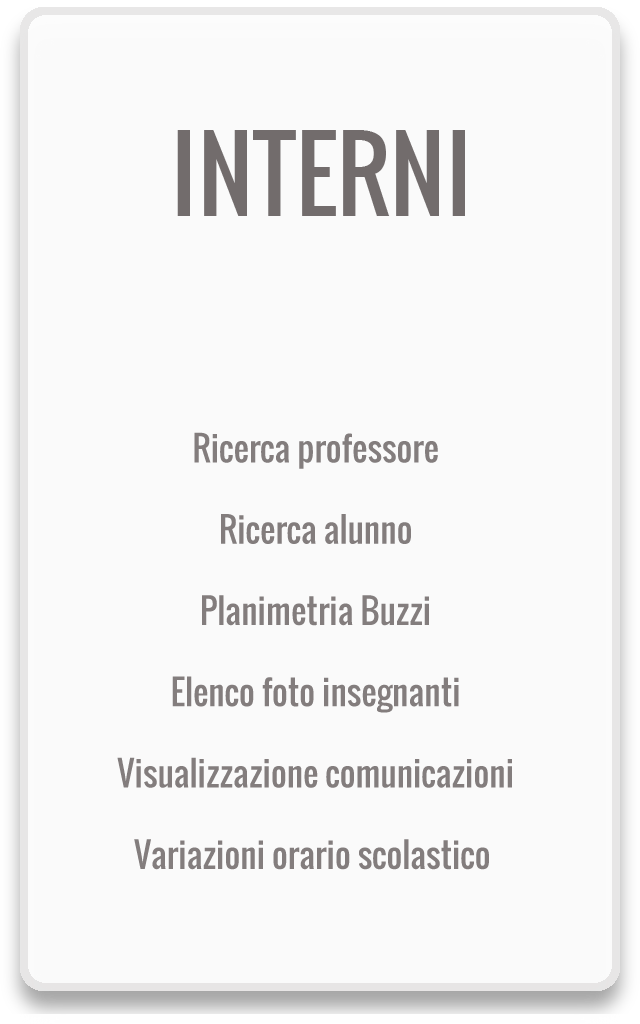 INTERNI
Ricerca professore
Ricerca alunno
Planimetria Buzzi
Elenco foto insegnanti
Visualizzazione comunicazioni
Variazioni orario scolastico